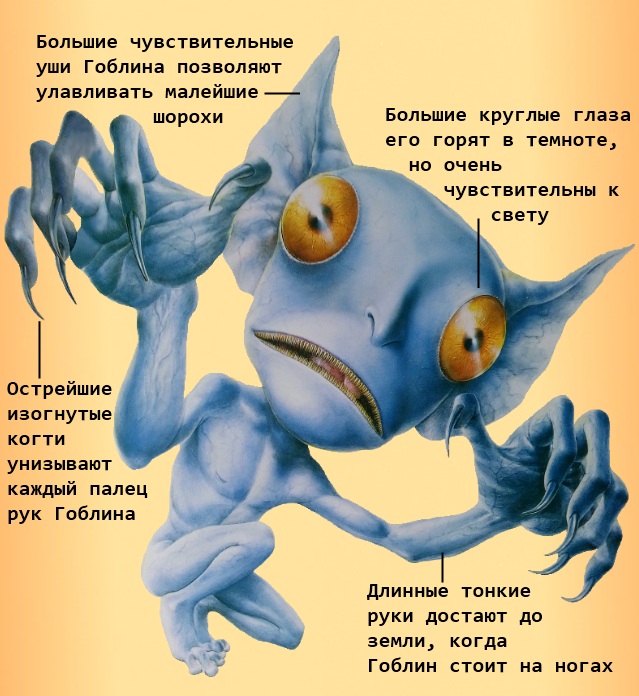 Большие чувствительные
уши Гоблина позволяют
улавливать малейшие
шорохи
Большие круглые глаза
его горят в темноте,
но очень
чувствительны к
свету
Острейшие
изогнутые
когти
унизывают
каждый палец
рук Гоблина
Длинные тонкие
руки достают до
земли, когда
Гоблин стоит на ногах